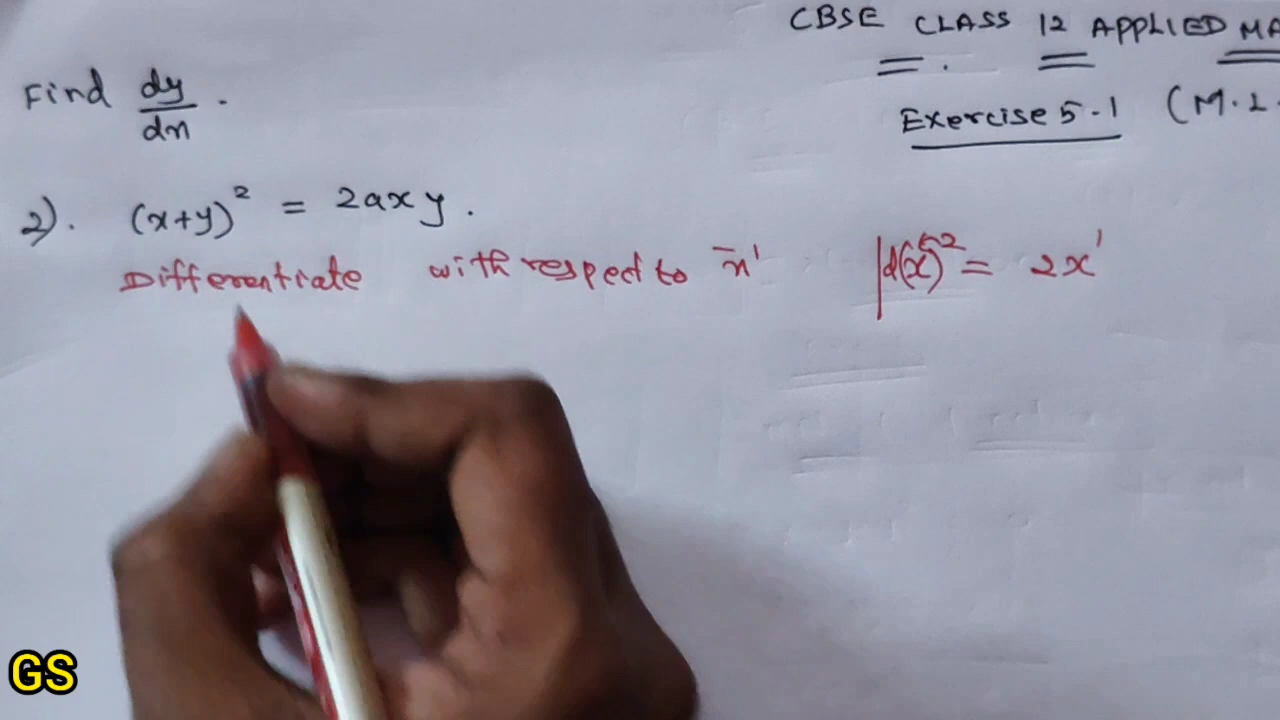 CBSE CLASS 12 APPLIED MA
Exercise 5.1 (M.L.
Find dy/dx.
2). (x+y)² = 2axy.
Differentiate with respect to 'x'
d(x)² = 2x¹
GS